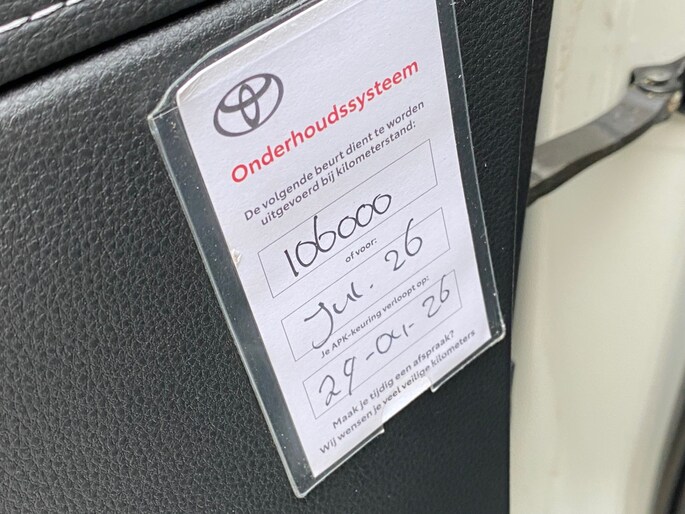 Onderhoudssysteem
De volgende beurt dient te worden
uitgevoerd bij kilometerstand:
106000
of voor:
Jul. 26
Je APK-keuring verloopt op:
29-04-26
Maak je tijdig een afspraak?
Wij wensen je veel veilige kilometers